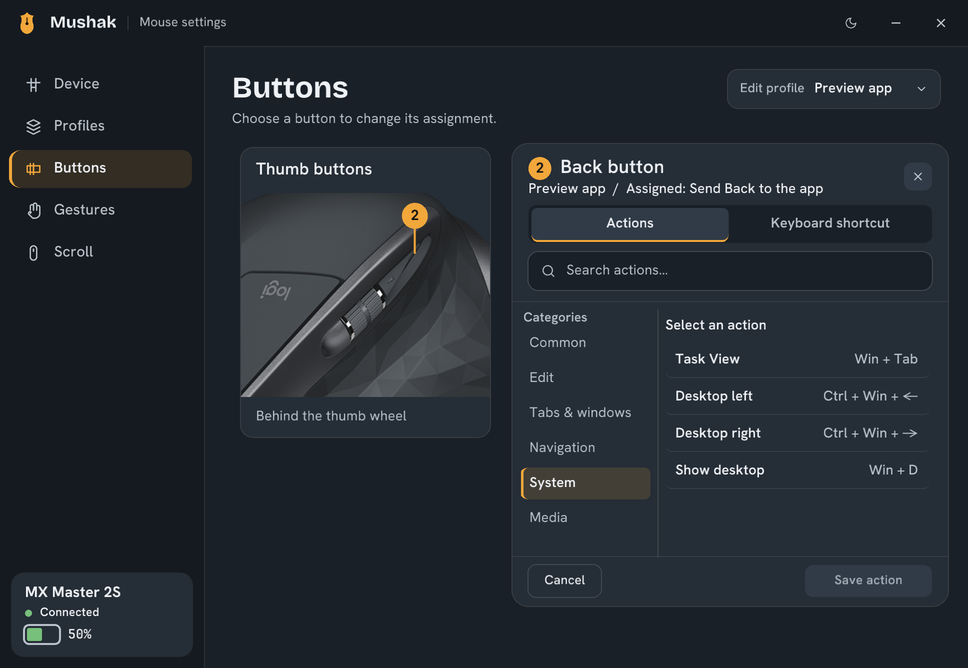 Mushak
Mouse settings
Device
Profiles
Buttons
Gestures
Scroll
MX Master 2S
Connected
50%
Buttons
Choose a button to change its assignment.
Edit profile Preview app
Thumb buttons
2
logi
Behind the thumb wheel
2 Back button
Preview app / Assigned: Send Back to the app
Actions
Keyboard shortcut
Search actions...
Categories
Common
Edit
Tabs & windows
Navigation
System
Media
Select an action
Task View Win + Tab
Desktop left Ctrl + Win + ←
Desktop right Ctrl + Win + →
Show desktop Win + D
Cancel
Save action